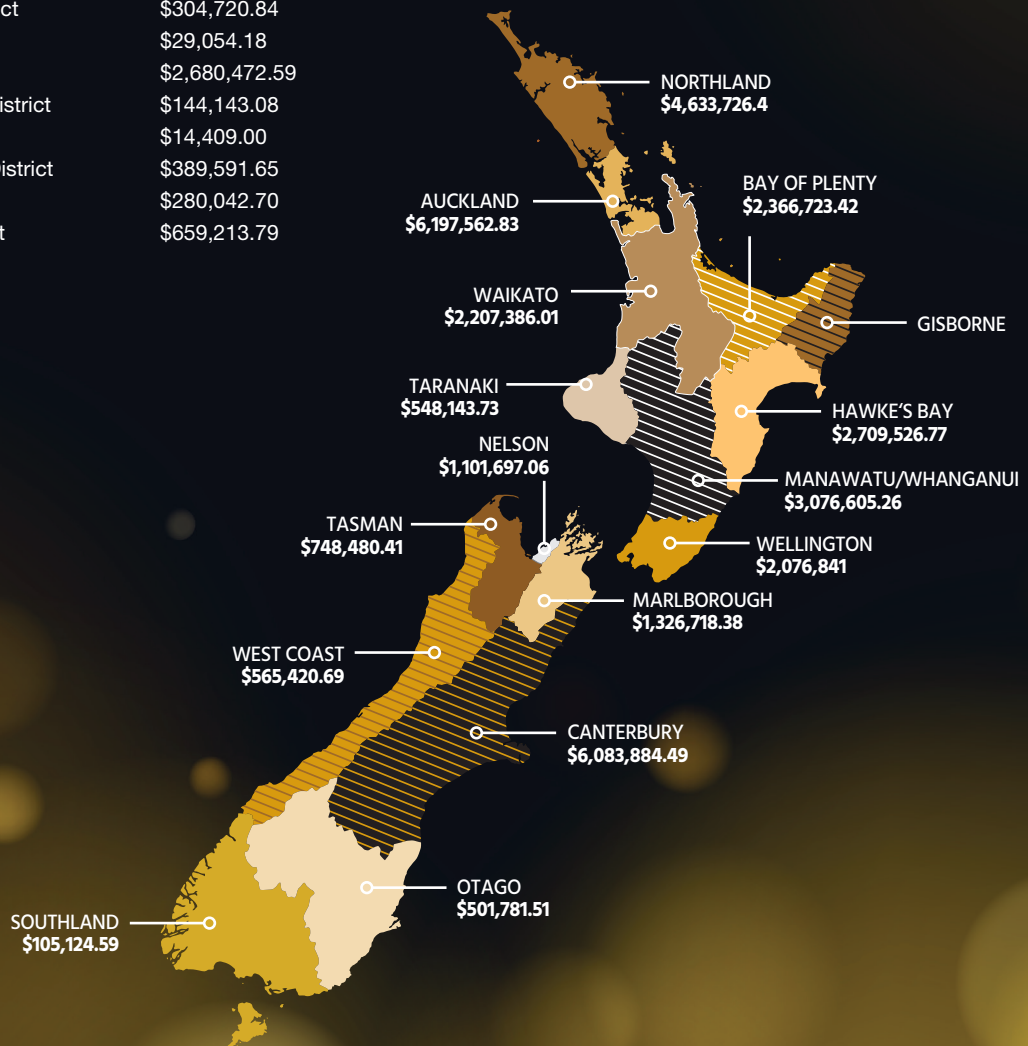 ct $304,720.84
$29,054.18
$2,680,472.59
istrict $144,143.08
$14,409.00
District $389,591.65
$280,042.70
t $659,213.79
NORTHLAND
$4,633,726.4
AUCKLAND
$6,197,562.83
BAY OF PLENTY
$2,366,723.42
WAIKATO
$2,207,386.01
GISBORNE
TARANAKI
$548,143.73
HAWKE'S BAY
$2,709,526.77
NELSON
$1,101,697.06
MANAWATU/WHANGANUI
$3,076,605.26
TASMAN
$748,480.41
WELLINGTON
$2,076,841
MARLBOROUGH
$1,326,718.38
WEST COAST
$565,420.69
CANTERBURY
$6,083,884.49
OTAGO
$501,781.51
SOUTHLAND
$105,124.59